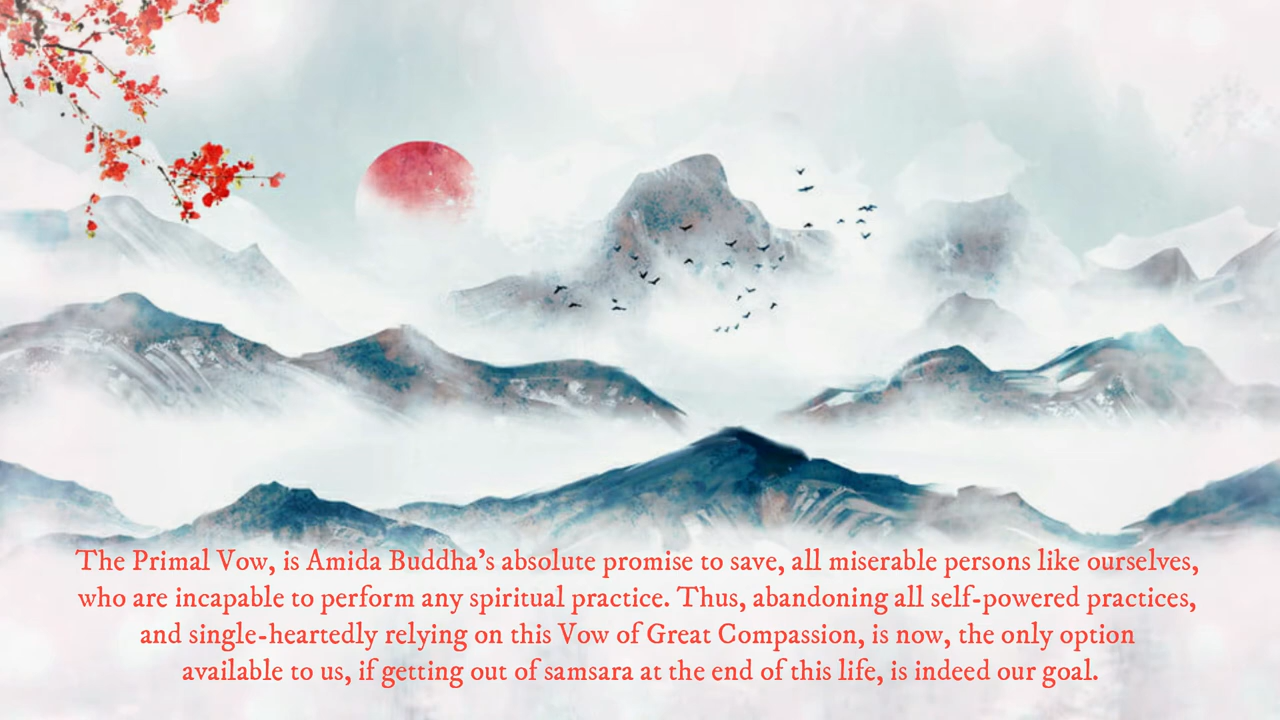 The Primal Vow, is Amida Buddha’s absolute promise to save, all miserable persons like ourselves,
who are incapable to perform any spiritual practice. Thus, abandoning all self-powered practices,
and single-heartedly relying on this Vow of Great Compassion, is now, the only option
available to us, if getting out of samsara at the end of this life, is indeed our goal.